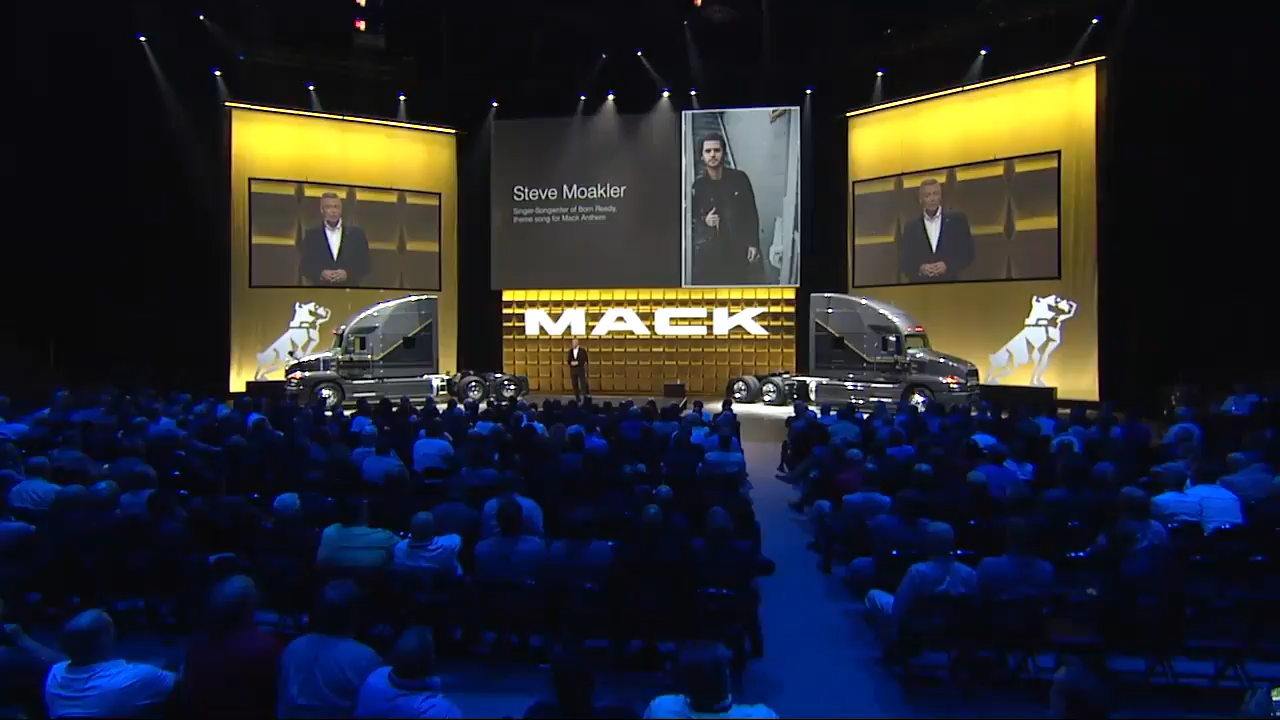 Steve Moakler
Singer-Songwriter of Born Ready,
theme song for Mack Anthem
MACK